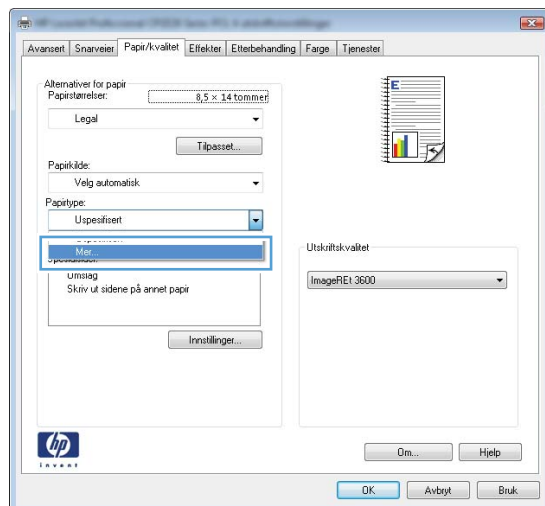 Avansert Snarveier Papir/kvalitet Effekter Etterbehandling Farge Tjenester
Alternativer for papir
Papirstørrelser: 8,5 × 14 tommer
Legal
Tilpasset...
Papirkilde:
Velg automatisk
Papirtype:
Uspesifisert
Mer...
Omslag
Skriv ut sidene på annet papir
Innstillinger...
Utskriftskvalitet
ImageREt 3600
E
hp
invent
Om... Hjelp
OK Avbryt Bruk